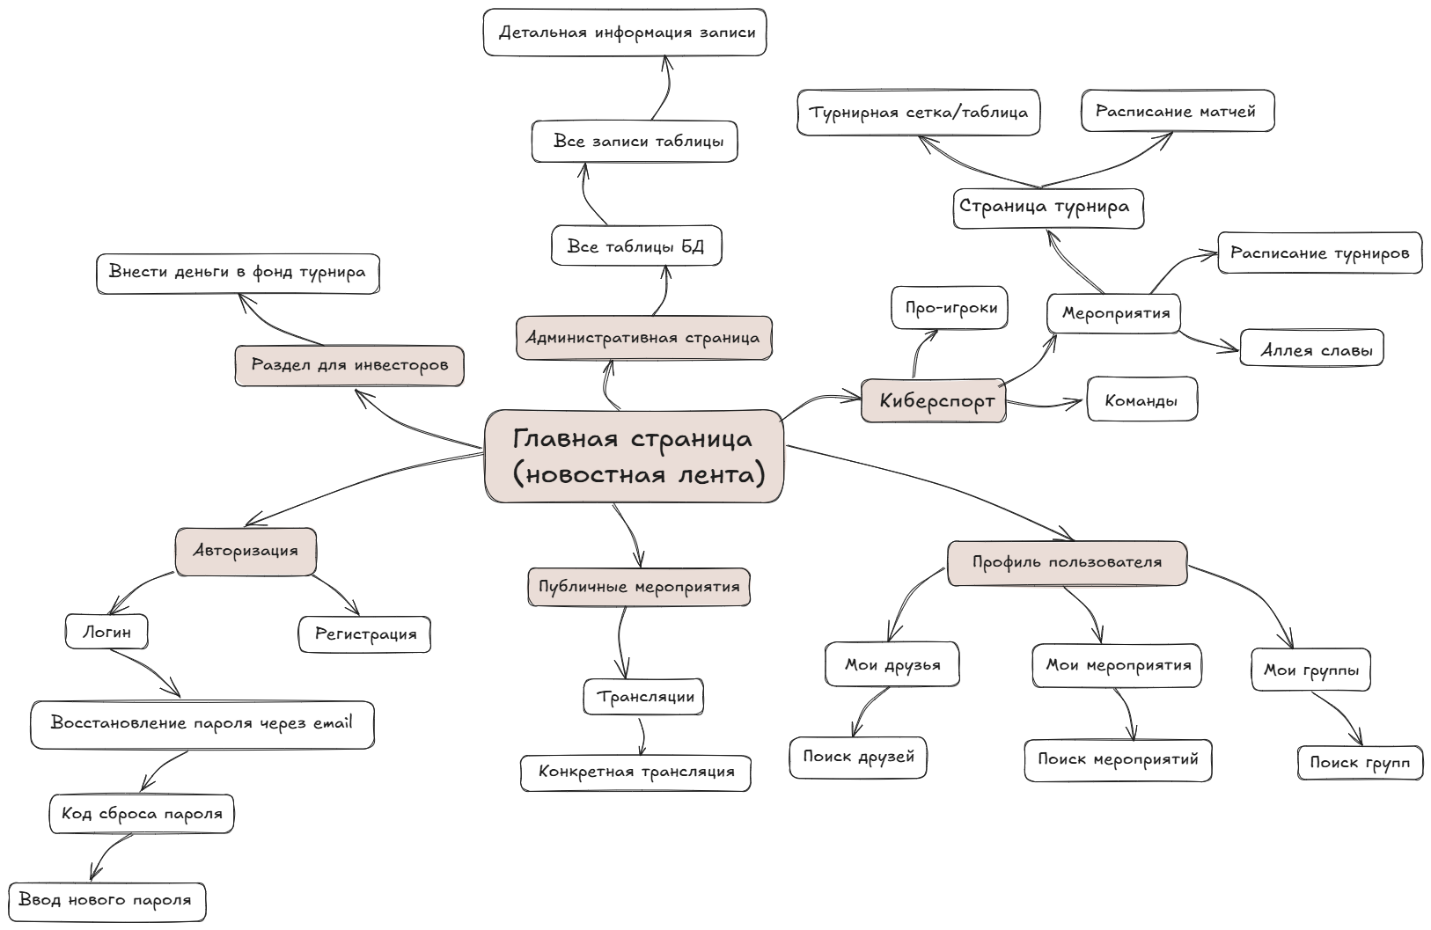 Детальная информация записи
Турнирная сетка/таблица
Расписание матчей
Все записи таблицы
Страница турнира
Все таблицы БД
Расписание турниров
Внести деньги в фонд турнира
Про-игроки
Мероприятия
Административная страница
Аллея славы
Раздел для инвесторов
Киберспорт
Команды
Главная страница
(новостная лента)
Авторизация
Профиль пользователя
Публичные мероприятия
Логин
Регистрация
Мои друзья
Мои мероприятия
Мои группы
Трансляции
Восстановление пароля через email
Поиск друзей
Поиск мероприятий
Поиск групп
Конкретная трансляция
Код сброса пароля
Ввод нового пароля